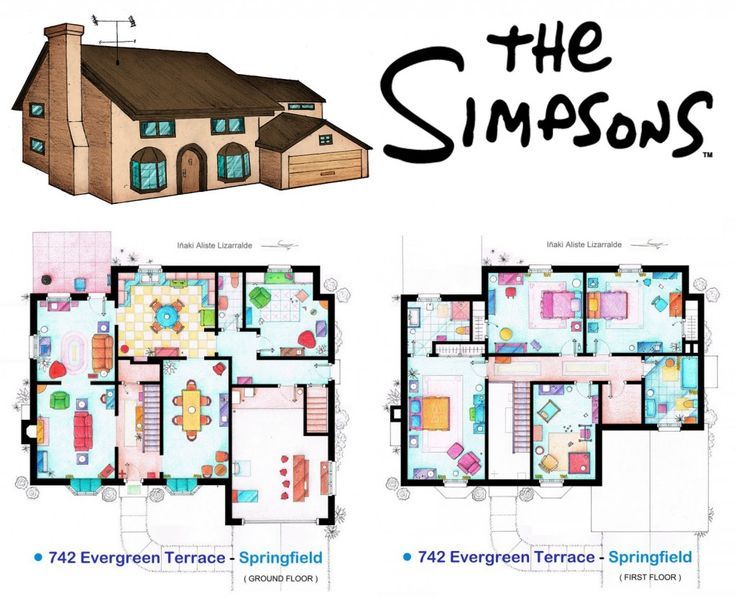 THE
SIMPSONS™
Iñaki Aliste Lizarralde
Iñaki Aliste Lizarralde
• 742 Evergreen Terrace - Springfield
( GROUND FLOOR )
• 742 Evergreen Terrace - Springfield
( FIRST FLOOR )